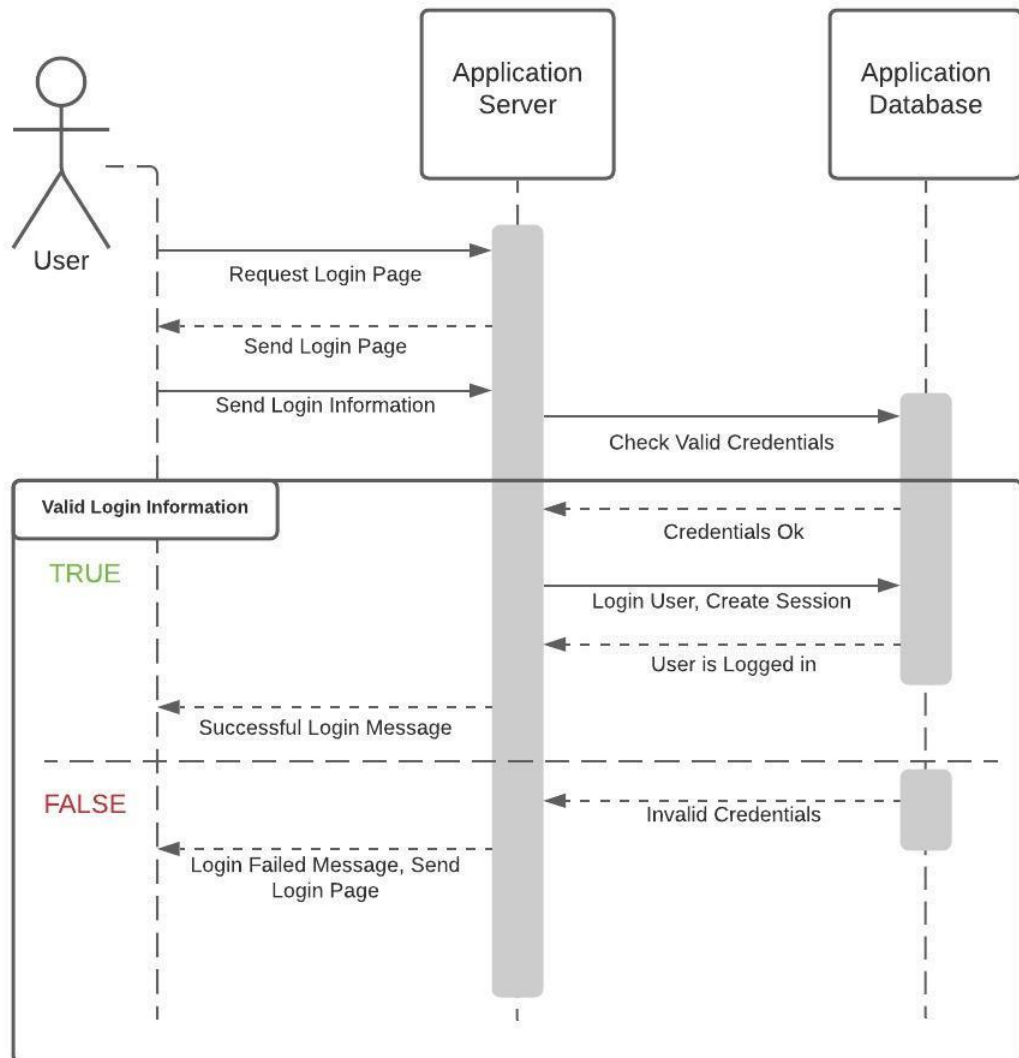 Application
Server
Application
Database
User
Request Login Page
Send Login Page
Send Login Information
Check Valid Credentials
Valid Login Information
Credentials Ok
TRUE
Login User, Create Session
User is Logged in
Successful Login Message
FALSE
Invalid Credentials
Login Failed Message, Send
Login Page